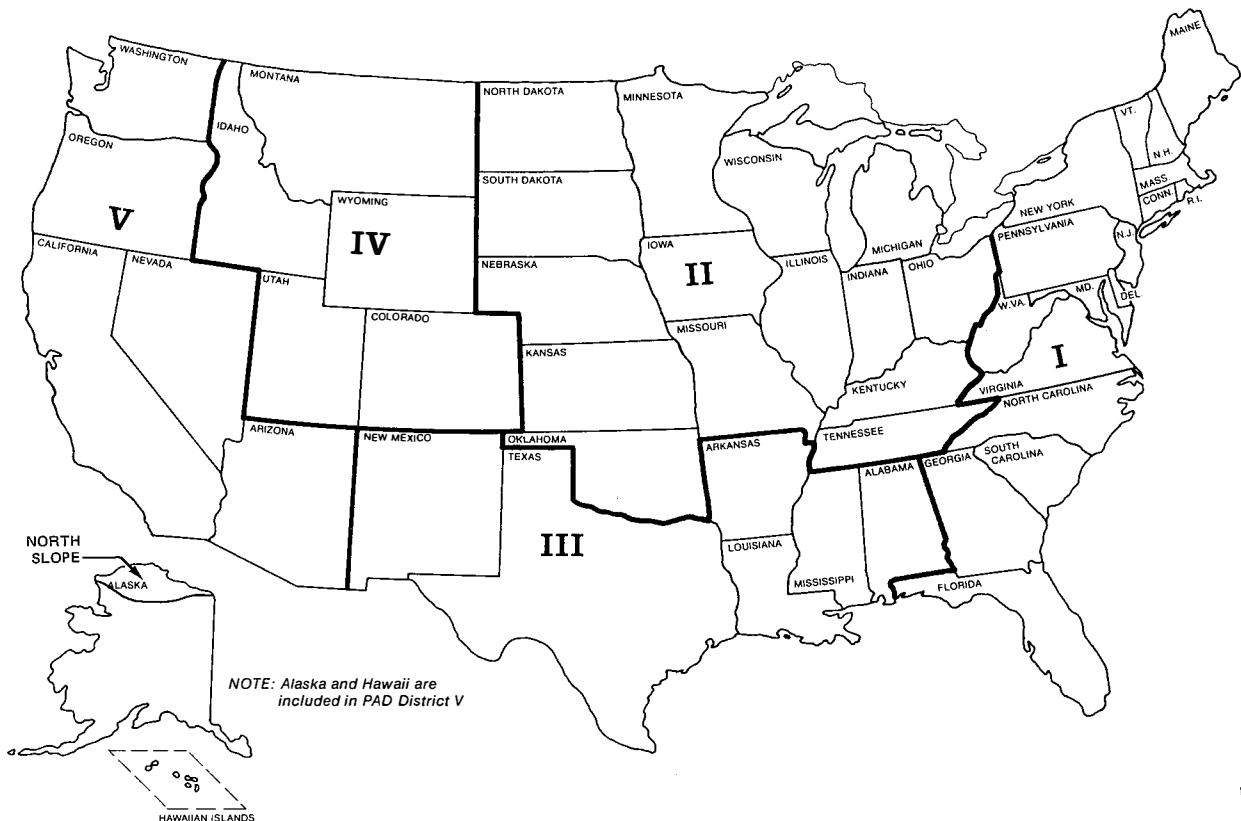 WASHINGTON
MONTANA
NORTH DAKOTA
MINNESOTA
MAINE
VT.
N.H.
IDAHO
OREGON
WISCONSIN
MASS.
CONN.
R.I.
SOUTH DAKOTA
WYOMING
NEW YORK
V
IV
CALIFORNIA
NEVADA
IOWA
MICHIGAN
PENNSYLVANIA
N.J.
II
ILLINOIS
INDIANA
OHIO
UTAH
NEBRASKA
W.VA.
MD.
DEL.
COLORADO
MISSOURI
KANSAS
I
KENTUCKY
VIRGINIA
NORTH CAROLINA
ARIZONA
NEW MEXICO
OKLAHOMA
TEXAS
ARKANSAS
TENNESSEE
ALABAMA
GEORGIA
SOUTH
CAROLINA
III
NORTH
SLOPE
LOUISIANA
ALASKA
MISSISSIPPI
FLORIDA
NOTE: Alaska and Hawaii are
included in PAD District V
HAWAIIAN ISLANDS